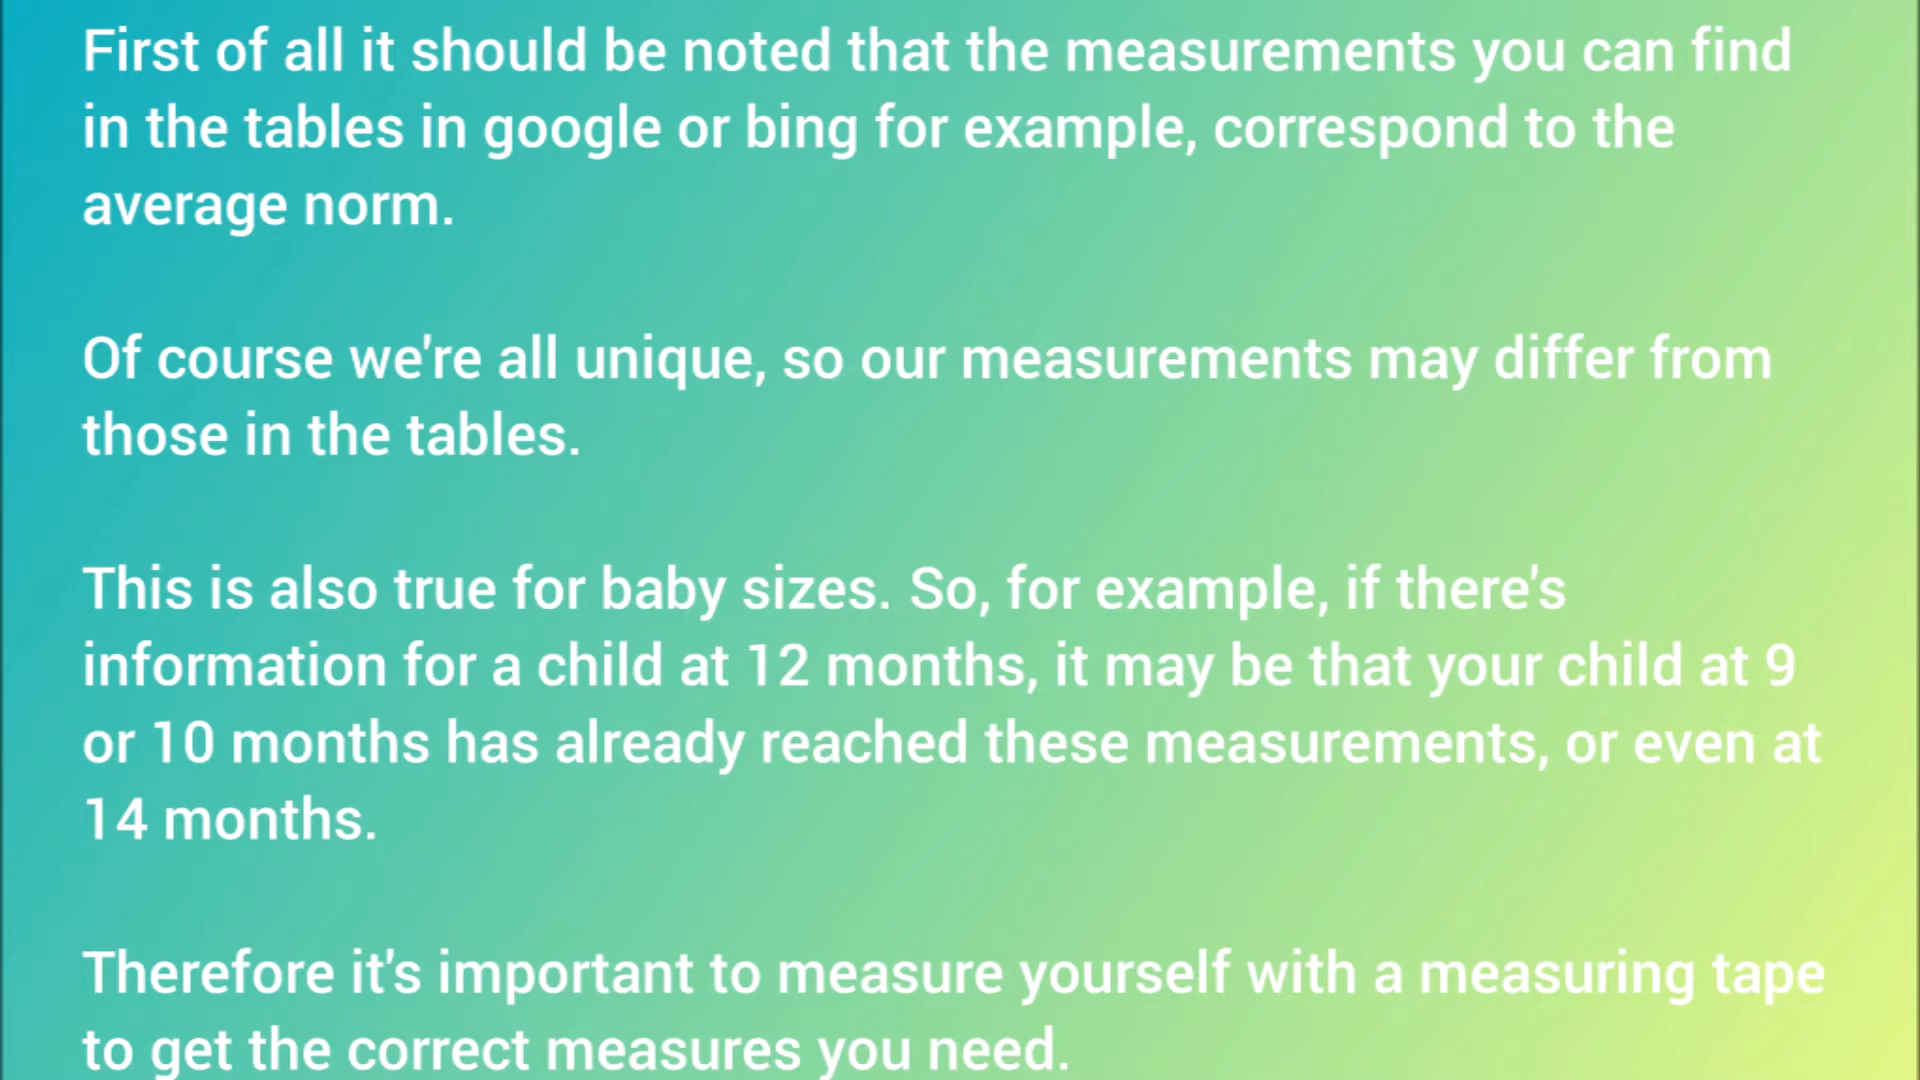 First of all it should be noted that the measurements you can find
in the tables in google or bing for example, correspond to the
average norm.
Of course we're all unique, so our measurements may differ from
those in the tables.
This is also true for baby sizes. So, for example, if there's
information for a child at 12 months, it may be that your child at 9
or 10 months has already reached these measurements, or even at
14 months.
Therefore it's important to measure yourself with a measuring tape
to get the correct measures you need.